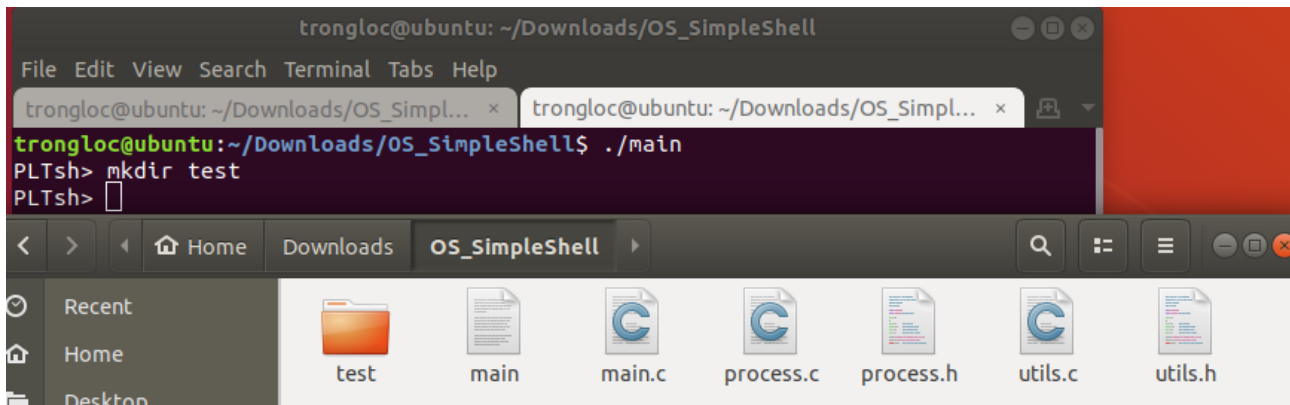 trongloc@ubuntu: ~/Downloads/OS_SimpleShell
File Edit View Search Terminal Tabs Help
trongloc@ubuntu: ~/Downloads/OS_Simpl... × trongloc@ubuntu: ~/Downloads/OS_Simpl... ×
trongloc@ubuntu:~/Downloads/OS_SimpleShell$ ./main
PLTsh> mkdir test
PLTsh>
Home Downloads OS_SimpleShell
Recent
Home
Desktop
test main main.c process.c process.h utils.c utils.h